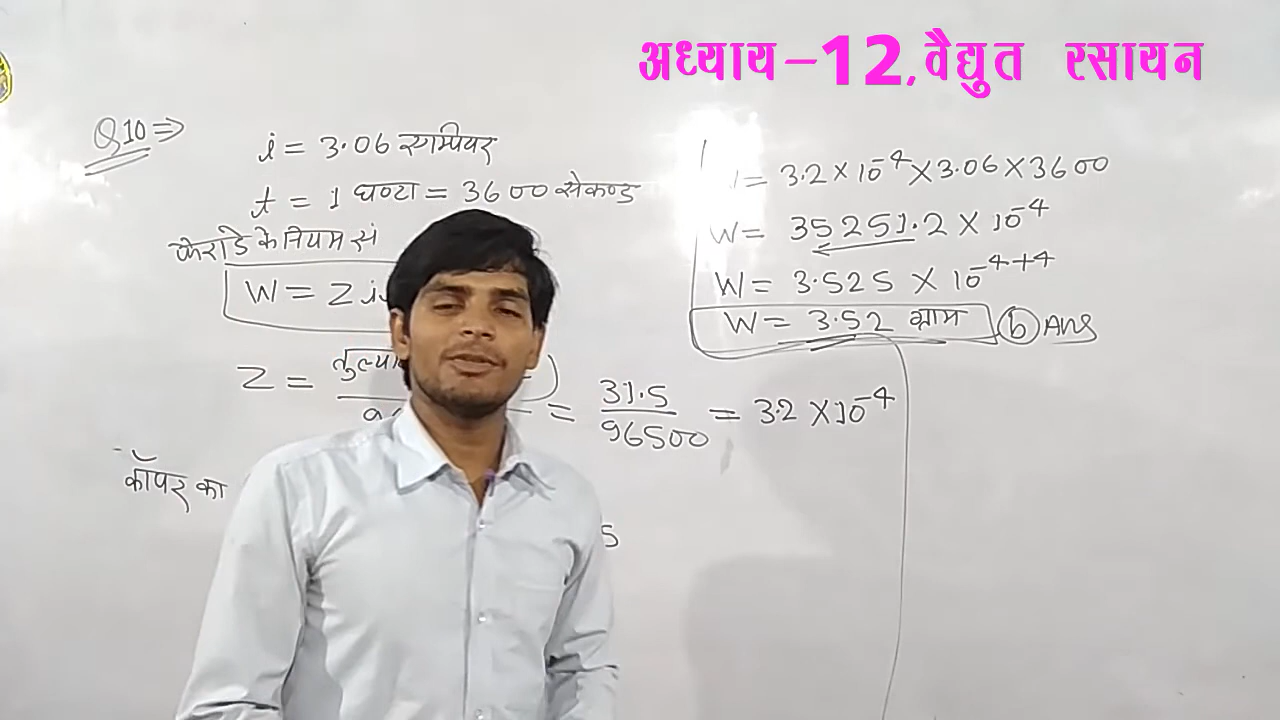 अध्याय-12, वैद्युत रसायन
Q10 ⇒
i = 3.06 एम्पियर
t = 1 घण्टा = 3600 सेकण्ड
फेराडे के नियम से
W = Z i
Z = तुल्या = 31.5 / 96500 = 3.2 × 10⁻⁴
कॉपर का
5
= 3.2 × 10⁻⁴ × 3.06 × 3600
W = 35251.2 × 10⁻⁴
W = 3.525 × 10⁻⁴⁺⁴
W = 3.52 ग्राम (b) Ans